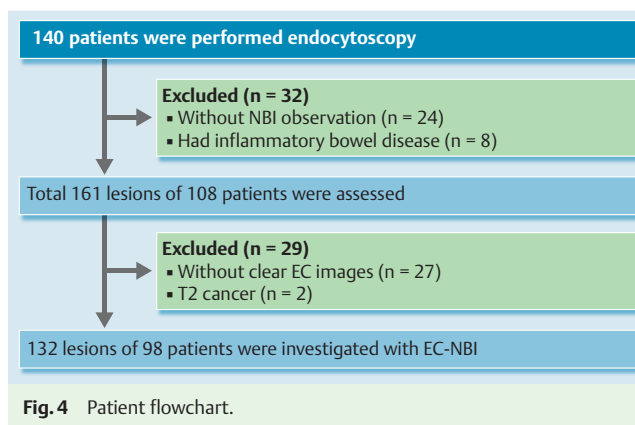 140 patients were performed endocytoscopy
Excluded (n = 32)
▪ Without NBI observation (n = 24)
▪ Had inflammatory bowel disease (n = 8)
Total 161 lesions of 108 patients were assessed
Excluded (n = 29)
▪ Without clear EC images (n = 27)
▪ T2 cancer (n = 2)
132 lesions of 98 patients were investigated with EC-NBI
Fig. 4 Patient flowchart.